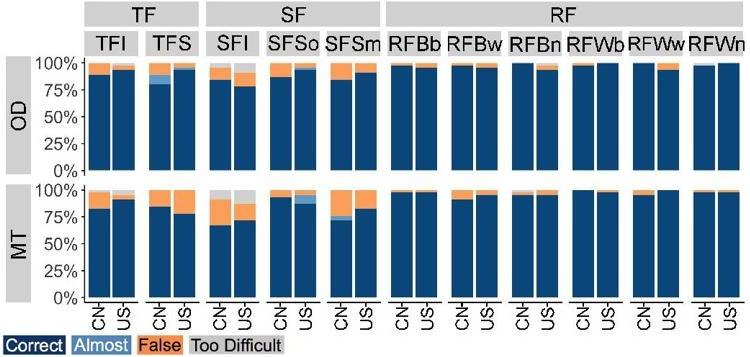 TF SF RF
TFI TFS SFI SFSo SFSm RFBb RFBw RFBn RFWb RFWw RFWn
OD
100%
75%
50%
25%
0%
MT
100%
75%
50%
25%
0%
CN US CN US CN US CN US CN US CN US CN US CN US CN US CN US CN US
Correct Almost False Too Difficult